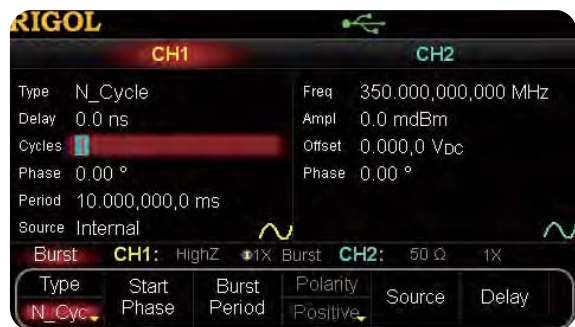 RIGOL
CH1 CH2
Type N_Cycle
Delay 0.0 ns
Cycles 1
Phase 0.00 °
Period 10.000,000,0 ms
Source Internal
Freq 350.000,000,000 MHz
Ampl 0.0 mdBm
Offset 0.000,0 VDC
Phase 0.00 °
Burst CH1: HighZ 1X Burst CH2: 50 Ω 1X
Type Start Phase Burst Period Polarity Source Delay
N_Cyc Positive